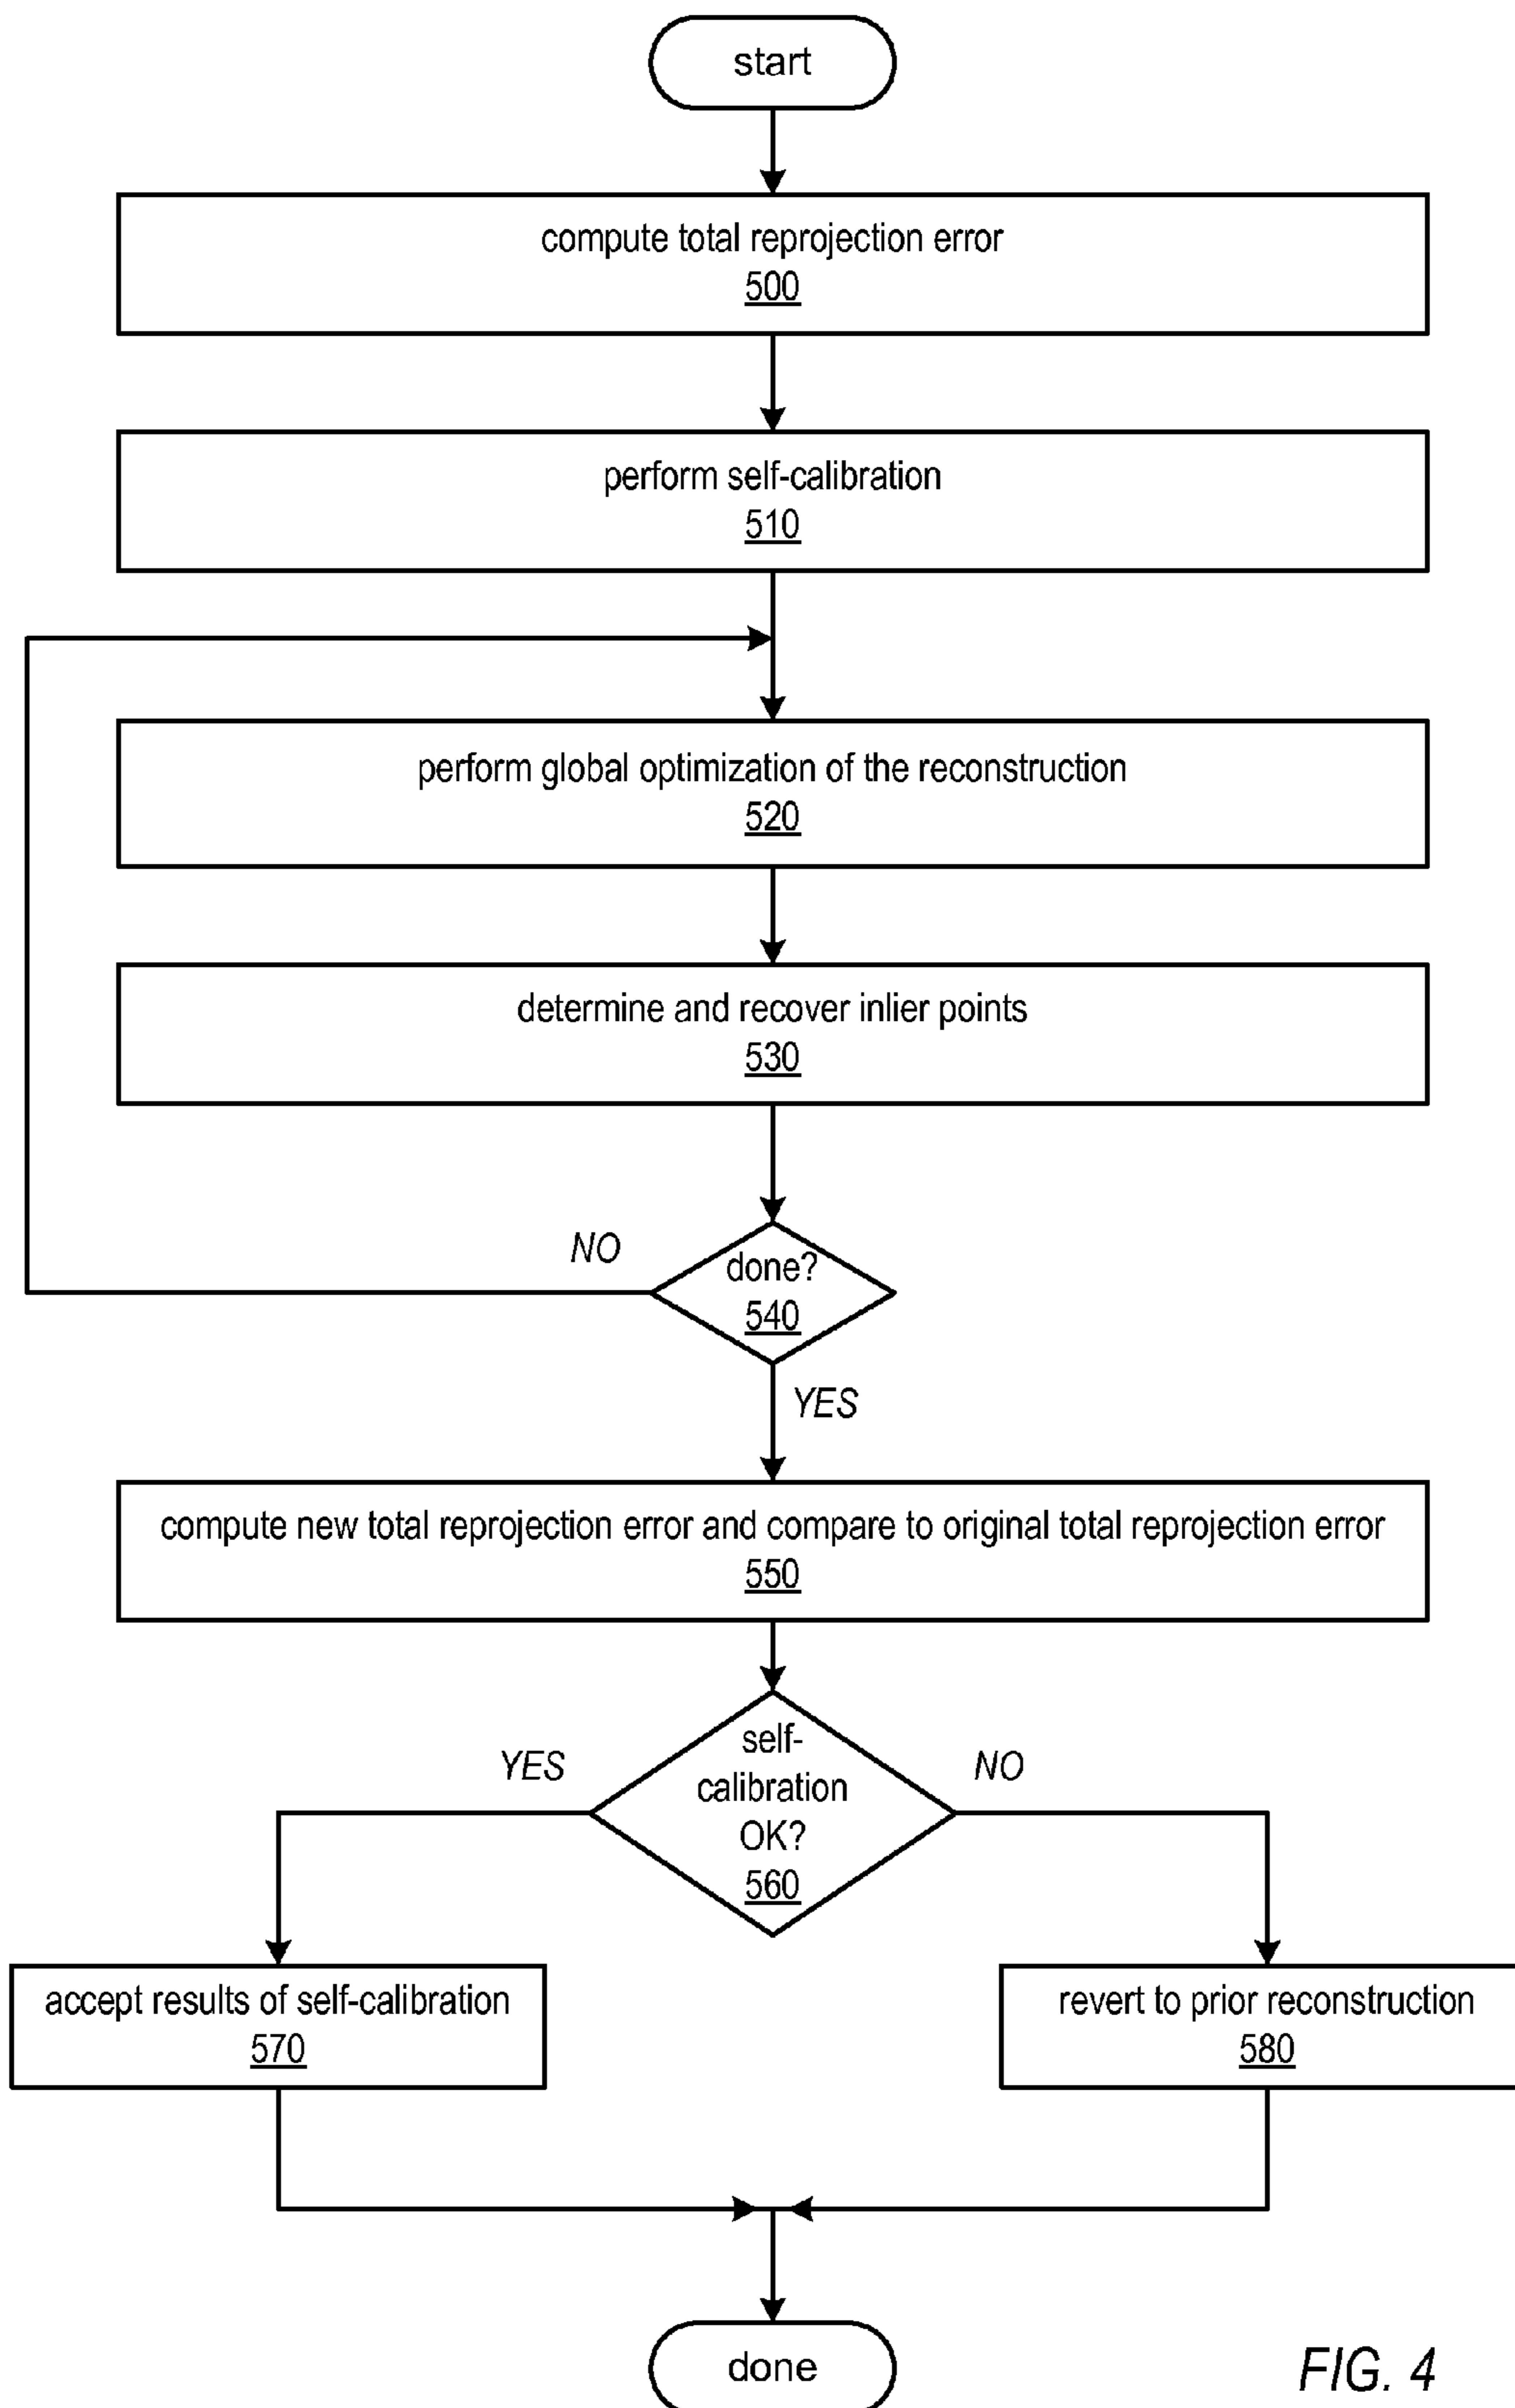 start
compute total reprojection error
500
perform self-calibration
510
perform global optimization of the reconstruction
520
determine and recover inlier points
530
NO
done?
540
YES
compute new total reprojection error and compare to original total reprojection error
550
YES
self-
calibration
OK?
560
NO
accept results of self-calibration
570
revert to prior reconstruction
580
done
FIG. 4